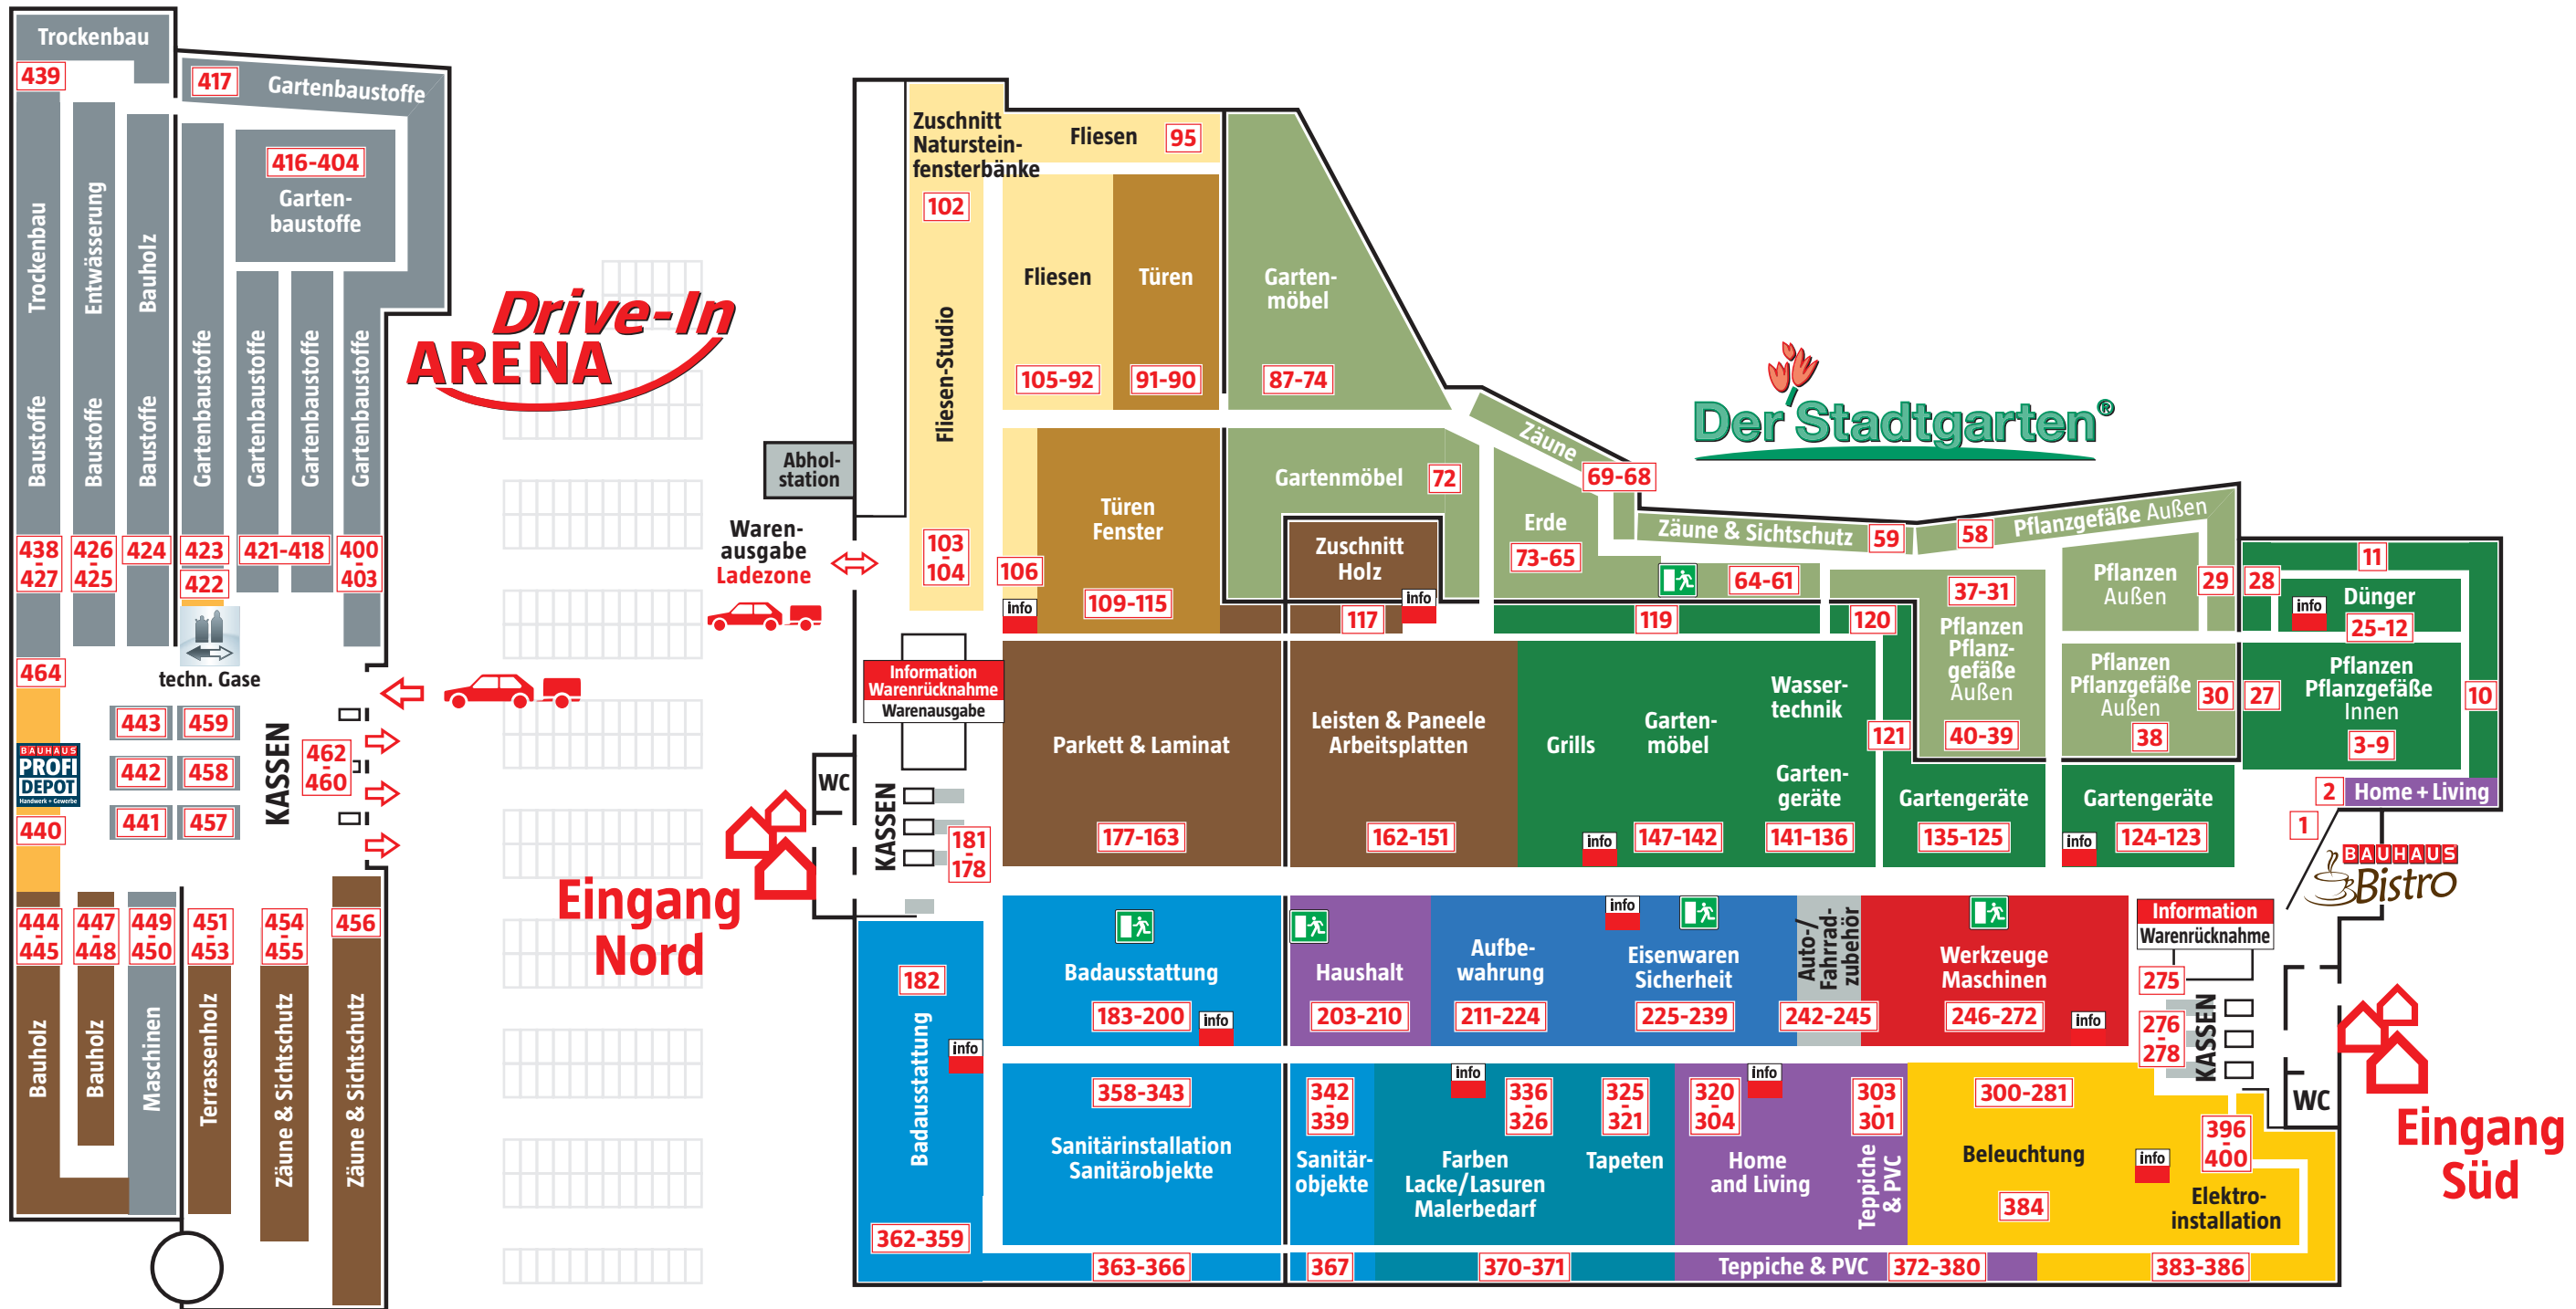 Trockenbau
439
417
Gartenbaustoffe
416-404
Garten-
baustoffe
Trockenbau
Baustoffe
Entwässerung
Baustoffe
Bauholz
Baustoffe
Gartenbaustoffe
Gartenbaustoffe
Gartenbaustoffe
Gartenbaustoffe
438
-
427
426
-
425
424
423
422
421-418
400
-
403
techn. Gase
464
BAUHAUS
PROFI
DEPOT
Handwerk + Gewerbe
440
443
459
442
458
441
457
KASSEN
462
-
460
444
-
445
447
-
448
449
-
450
451
-
453
454
-
455
456
Bauholz
Bauholz
Maschinen
Terrassenholz
Zäune & Sichtschutz
Zäune & Sichtschutz
Drive-In
ARENA
Abhol-
station
Waren-
ausgabe
Ladezone
Zuschnitt
Naturstein-
fensterbänke
102
Fliesen-Studio
103
-
104
Fliesen
95
Fliesen
105-92
Türen
91-90
Garten-
möbel
87-74
106
info
Türen
Fenster
109-115
Gartenmöbel
72
Zuschnitt
Holz
117
info
Zäune
69-68
Erde
73-65
Der Stadtgarten®
Zäune & Sichtschutz
59
58
Pflanzgefäße Außen
64-61
119
120
37-31
Pflanzen
Pflanz-
gefäße
Außen
40-39
Pflanzen
Außen
29
28
11
info
Dünger
25-12
Pflanzen
Pflanzgefäße
Außen
30
38
27
Pflanzen
Pflanzgefäße
Innen
3-9
10
2
Home + Living
1
BAUHAUS
Bistro
Information
Warenrücknahme
Warenausgabe
WC
KASSEN
181
-
178
Eingang
Nord
Parkett & Laminat
177-163
Leisten & Paneele
Arbeitsplatten
162-151
Grills
Garten-
möbel
info
147-142
Wasser-
technik
Garten-
geräte
141-136
121
Gartengeräte
135-125
Gartengeräte
info
124-123
182
Badausstattung
info
362-359
Badausstattung
183-200
info
Haushalt
203-210
Aufbe-
wahrung
211-224
info
Eisenwaren
Sicherheit
225-239
Auto-/
Fahrrad-
zubehör
242-245
Werkzeuge
Maschinen
246-272
info
Information
Warenrücknahme
275
276
-
278
KASSEN
WC
Eingang
Süd
358-343
Sanitärinstallation
Sanitärobjekte
342
-
339
Sanitär-
objekte
info
336
-
326
Farben
Lacke/Lasuren
Malerbedarf
325
-
321
Tapeten
320
-
304
info
Home
and Living
303
-
301
Teppiche
& PVC
300-281
Beleuchtung
384
info
396
-
400
Elektro-
installation
363-366
367
370-371
Teppiche & PVC
372-380
383-386